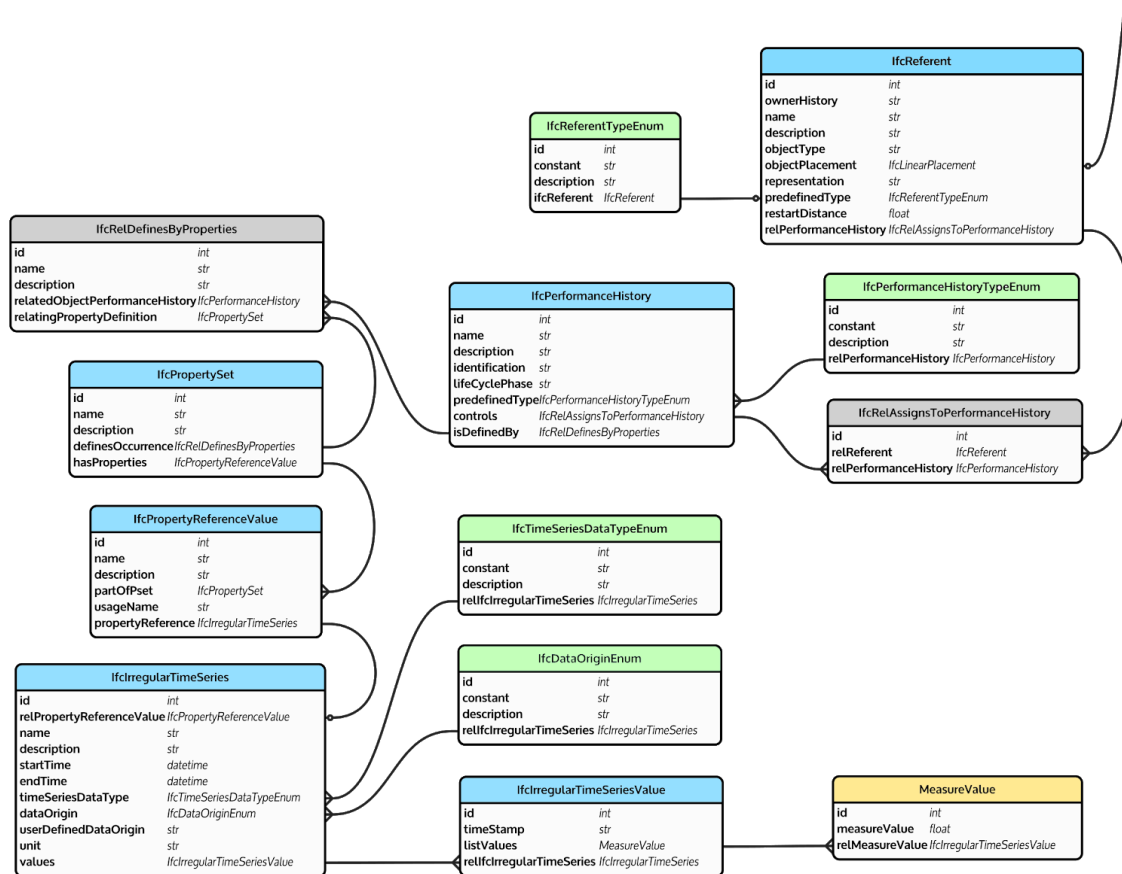 IfcReferent
id int
ownerHistory str
name str
description str
objectType str
objectPlacement IfcLinearPlacement
representation str
predefinedType IfcReferentTypeEnum
restartDistance float
relPerformanceHistory IfcRelAssignsToPerformanceHistory
IfcReferentTypeEnum
id int
constant str
description str
ifcReferent IfcReferent
IfcRelDefinesByProperties
id int
name str
description str
relatedObjectPerformanceHistory IfcPerformanceHistory
relatingPropertyDefinition IfcPropertySet
IfcPerformanceHistory
id int
name str
description str
identification str
lifeCyclePhase str
predefinedType IfcPerformanceHistoryTypeEnum
controls IfcRelAssignsToPerformanceHistory
isDefinedBy IfcRelDefinesByProperties
IfcPerformanceHistoryTypeEnum
id int
constant str
description str
relPerformanceHistory IfcPerformanceHistory
IfcPropertySet
id int
name str
description str
definesOccurrence IfcRelDefinesByProperties
hasProperties IfcPropertyReferenceValue
IfcRelAssignsToPerformanceHistory
id int
relReferent IfcReferent
relPerformanceHistory IfcPerformanceHistory
IfcPropertyReferenceValue
id int
name str
description str
partOfPset IfcPropertySet
usageName str
propertyReference IfcIrregularTimeSeries
IfcTimeSeriesDataTypeEnum
id int
constant str
description str
relIfcIrregularTimeSeries IfcIrregularTimeSeries
IfcDataOriginEnum
id int
constant str
description str
relIfcIrregularTimeSeries IfcIrregularTimeSeries
IfcIrregularTimeSeries
id int
relPropertyReferenceValue IfcPropertyReferenceValue
name str
description str
startTime datetime
endTime datetime
timeSeriesDataType IfcTimeSeriesDataTypeEnum
dataOrigin IfcDataOriginEnum
userDefinedDataOrigin str
unit str
values IfcIrregularTimeSeriesValue
IfcIrregularTimeSeriesValue
id int
timeStamp str
listValues MeasureValue
relIfcIrregularTimeSeries IfcIrregularTimeSeries
MeasureValue
id int
measureValue float
relMeasureValue IfcIrregularTimeSeriesValue